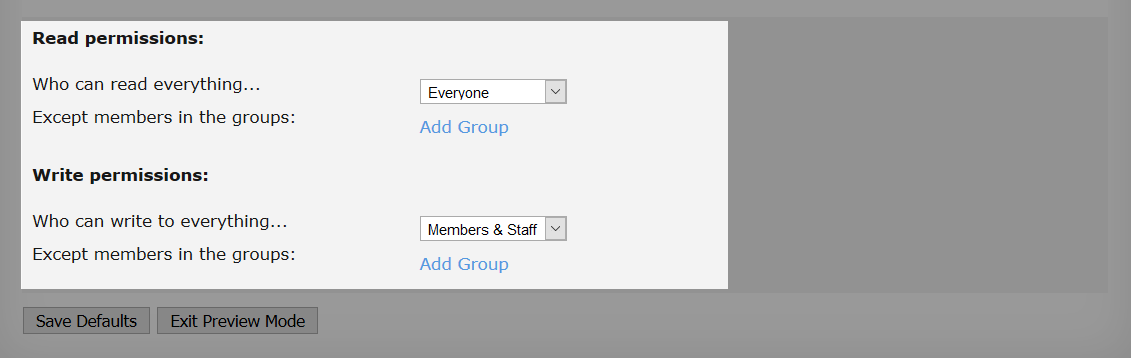 Read permissions:
Who can read everything... Everyone
Except members in the groups: Add Group
Write permissions:
Who can write to everything... Members & Staff
Except members in the groups: Add Group
Save Defaults Exit Preview Mode